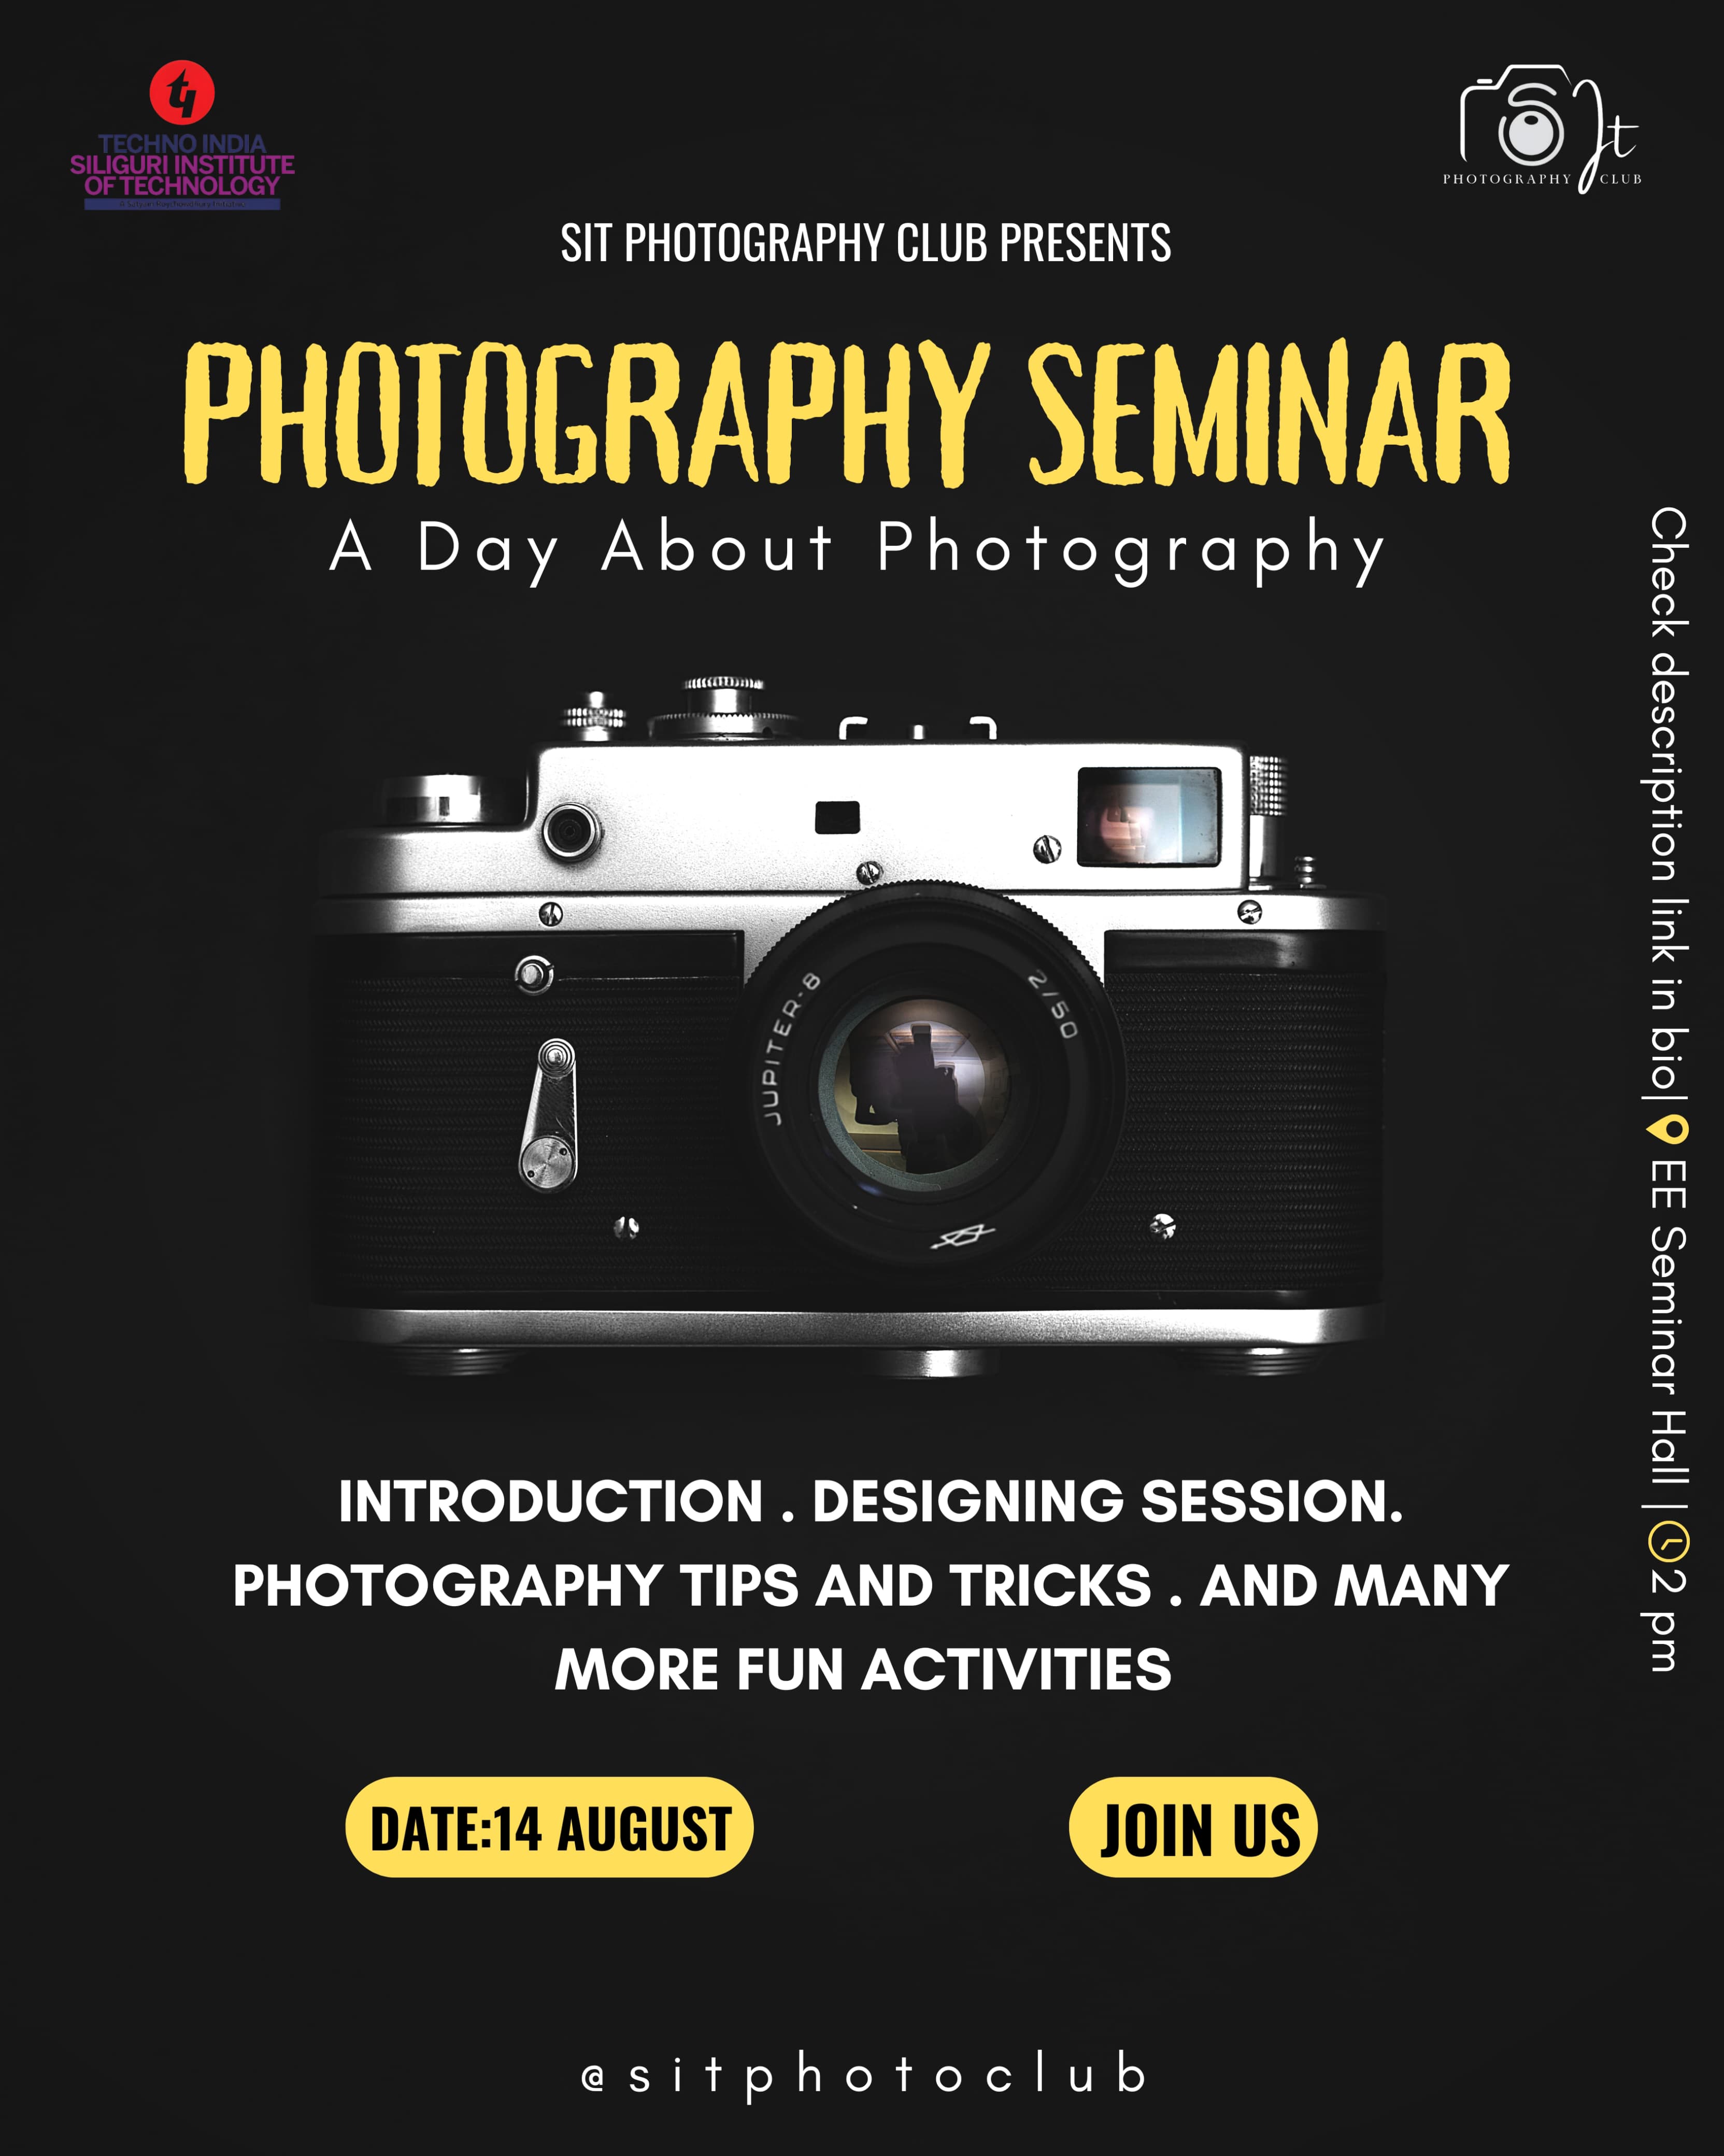 TECHNO INDIA
SILIGURI INSTITUTE
OF TECHNOLOGY
SJt
PHOTOGRAPHY CLUB
SIT PHOTOGRAPHY CLUB PRESENTS
PHOTOGRAPHY SEMINAR
A Day About Photography
JUPITER-8 2/50
Check description link in bio| EE Seminar Hall | 2 pm
INTRODUCTION . DESIGNING SESSION.
PHOTOGRAPHY TIPS AND TRICKS . AND MANY
MORE FUN ACTIVITIES
DATE:14 AUGUST
JOIN US
@sitphotoclub